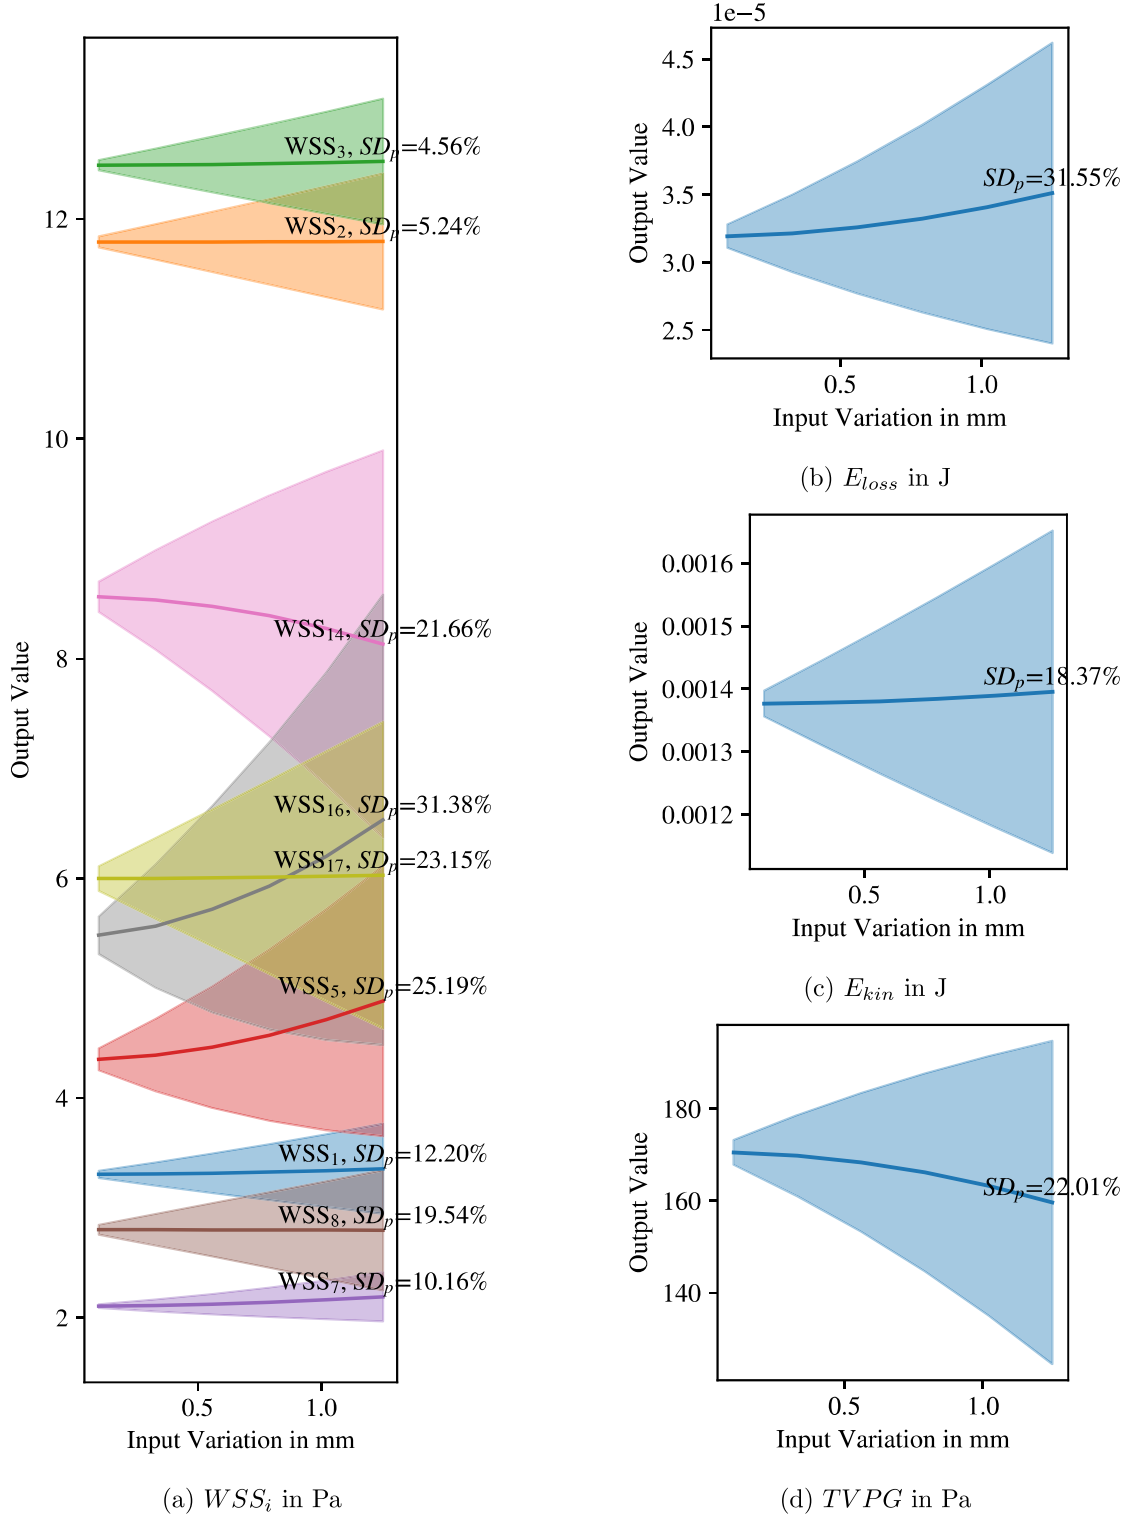 12
10
8
6
4
2
Output Value
WSS₃, SDₚ=4.56%
WSS₂, SDₚ=5.24%
WSS₁₄, SDₚ=21.66%
WSS₁₆, SDₚ=31.38%
WSS₁₇, SDₚ=23.15%
WSS₅, SDₚ=25.19%
WSS₁, SDₚ=12.20%
WSS₈, SDₚ=19.54%
WSS₇, SDₚ=10.16%
0.5 1.0
Input Variation in mm
(a) WSSᵢ in Pa
1e−5
4.5
4.0
3.5
3.0
2.5
Output Value
SDₚ=31.55%
0.5 1.0
Input Variation in mm
(b) Eₗₒₛₛ in J
0.0016
0.0015
0.0014
0.0013
0.0012
Output Value
SDₚ=18.37%
0.5 1.0
Input Variation in mm
(c) Eₖᵢₙ in J
180
160
140
Output Value
SDₚ=22.01%
0.5 1.0
Input Variation in mm
(d) TVPG in Pa